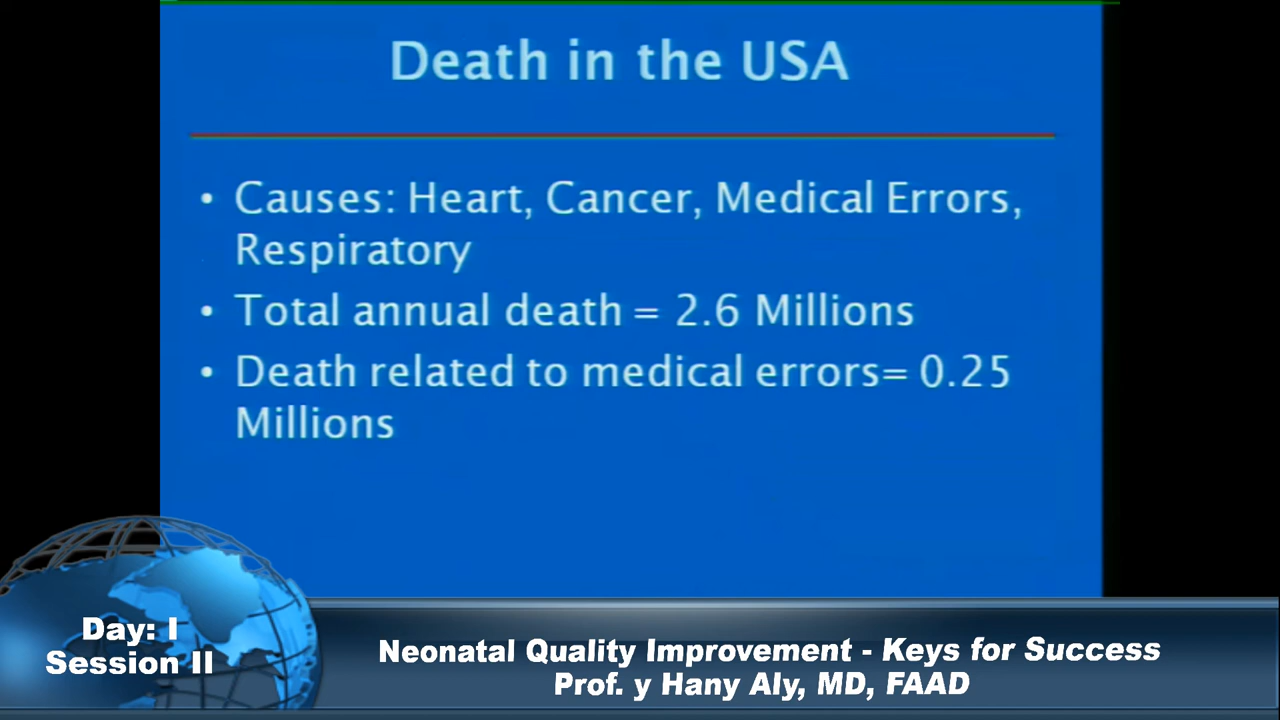 Death in the USA
• Causes: Heart, Cancer, Medical Errors,
Respiratory
• Total annual death = 2.6 Millions
• Death related to medical errors= 0.25
Millions
Day: I
Session II
Neonatal Quality Improvement - Keys for Success
Prof. y Hany Aly, MD, FAAD